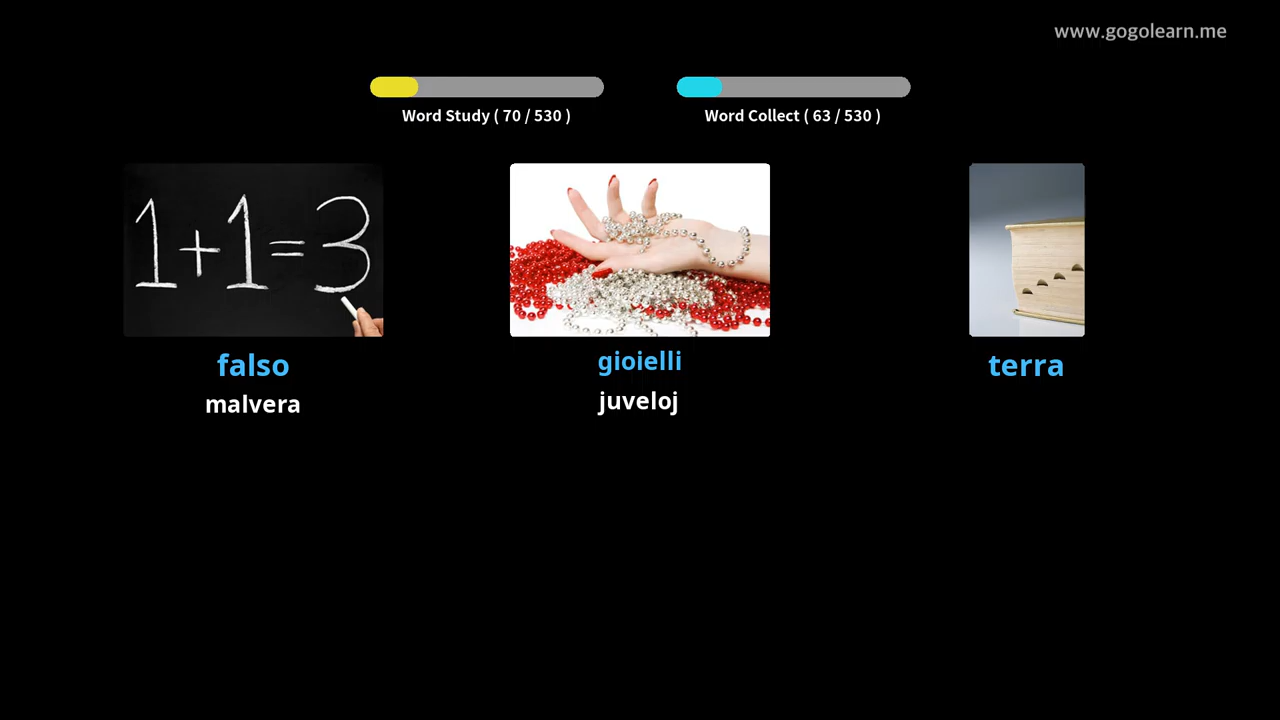 www.gogolearn.me
Word Study ( 70 / 530 )
Word Collect ( 63 / 530 )
1+1=3
falso
malvera
gioielli
juveloj
terra